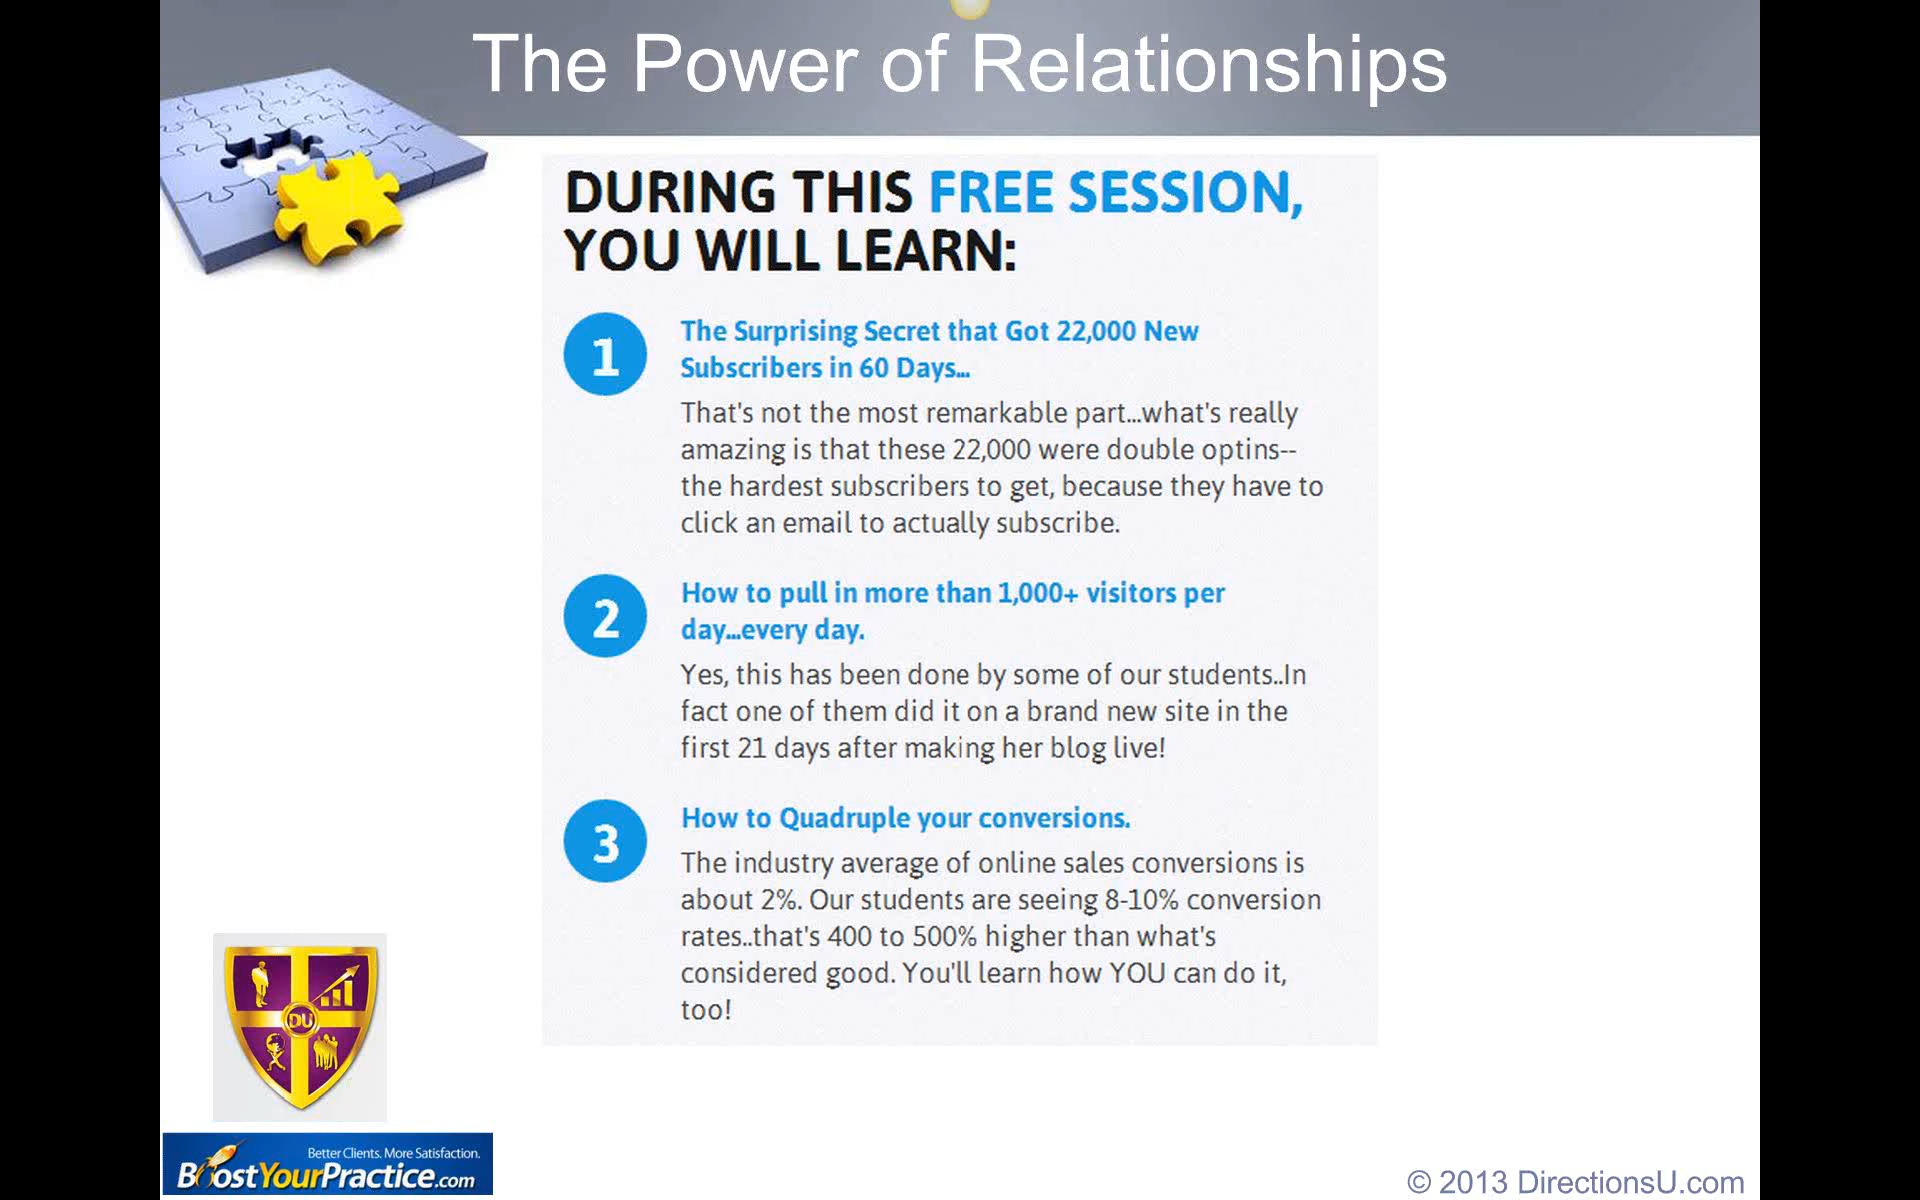 The Power of Relationships
DURING THIS FREE SESSION,
YOU WILL LEARN:
1
The Surprising Secret that Got 22,000 New
Subscribers in 60 Days...
That's not the most remarkable part...what's really
amazing is that these 22,000 were double optins--
the hardest subscribers to get, because they have to
click an email to actually subscribe.
2
How to pull in more than 1,000+ visitors per
day...every day.
Yes, this has been done by some of our students..In
fact one of them did it on a brand new site in the
first 21 days after making her blog live!
3
How to Quadruple your conversions.
The industry average of online sales conversions is
about 2%. Our students are seeing 8-10% conversion
rates..that's 400 to 500% higher than what's
considered good. You'll learn how YOU can do it,
too!
DU
Better Clients. More Satisfaction.
BoostYourPractice.com
© 2013 DirectionsU.com